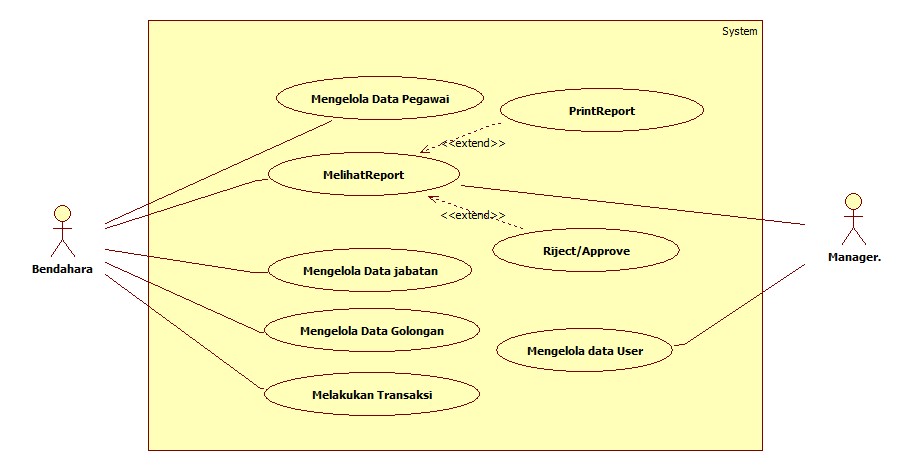 System
Mengelola Data Pegawai
PrintReport
<<extend>>
MelihatReport
<<extend>>
Riject/Approve
Bendahara
Manager.
Mengelola Data jabatan
Mengelola Data Golongan
Mengelola data User
Melakukan Transaksi